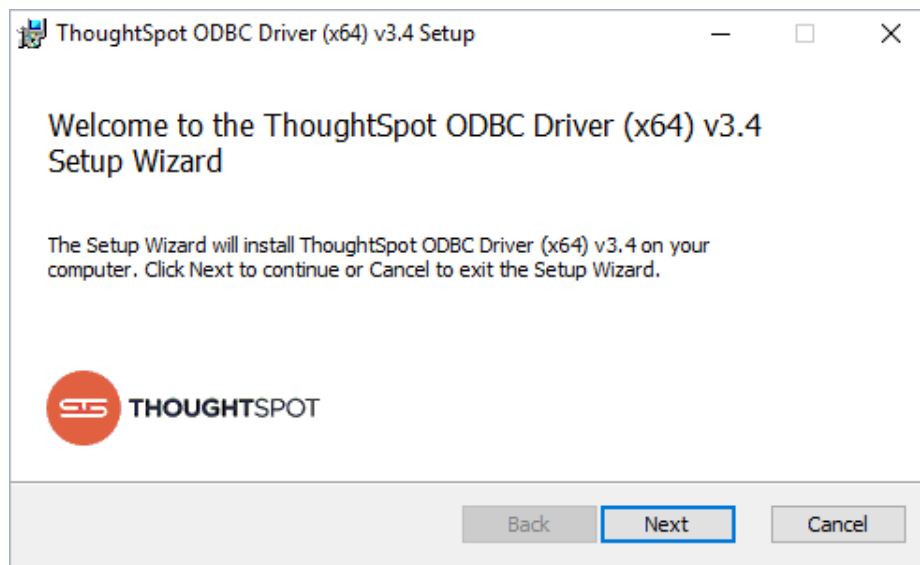 ThoughtSpot ODBC Driver (x64) v3.4 Setup
Welcome to the ThoughtSpot ODBC Driver (x64) v3.4
Setup Wizard
The Setup Wizard will install ThoughtSpot ODBC Driver (x64) v3.4 on your
computer. Click Next to continue or Cancel to exit the Setup Wizard.
THOUGHTSPOT
Back Next Cancel